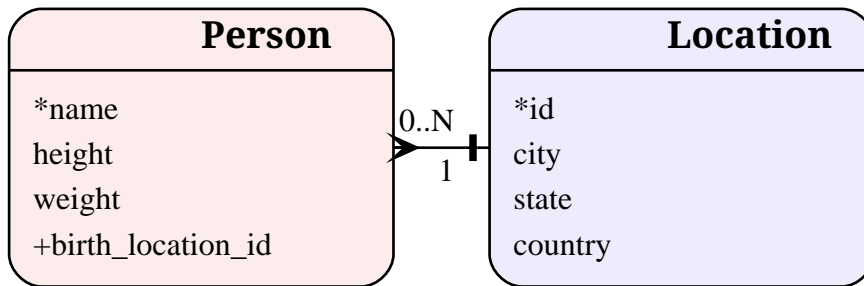 Person
*name
height
weight
+birth_location_id
0..N
1
Location
*id
city
state
country